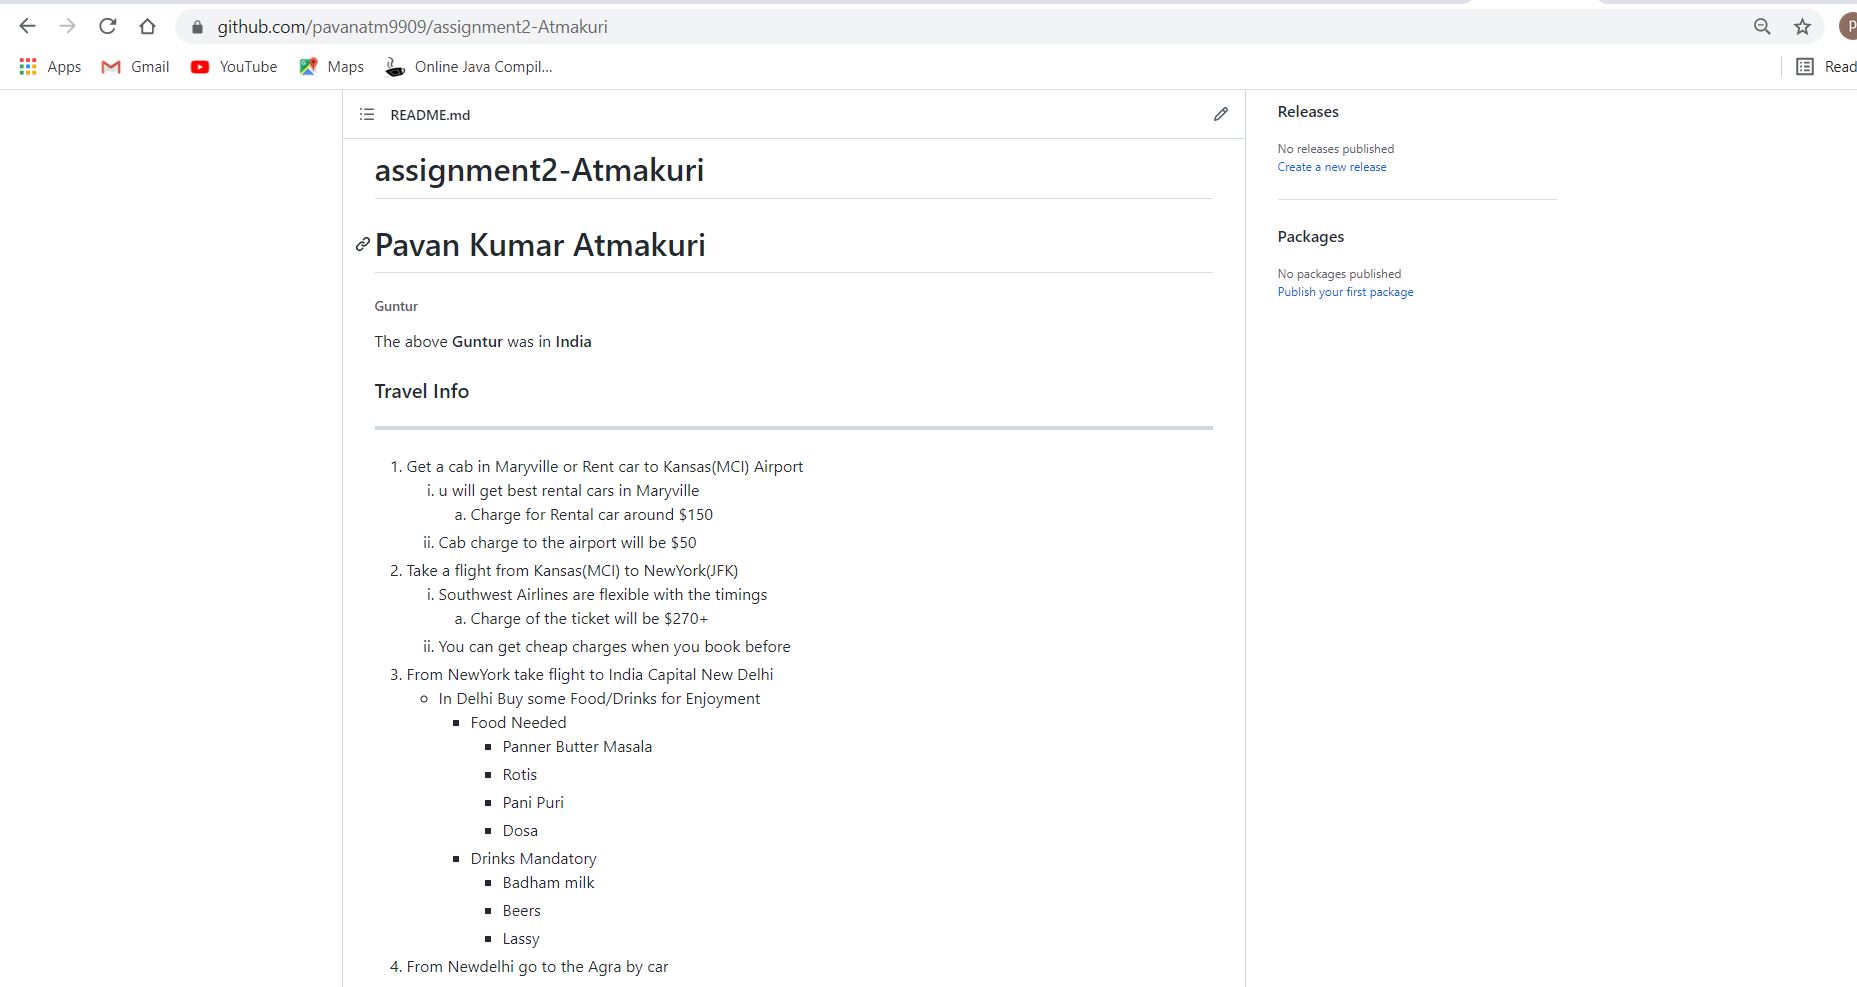 github.com/pavanatm9909/assignment2-Atmakuri
Apps Gmail YouTube Maps Online Java Compil... Read
README.md
assignment2-Atmakuri
Pavan Kumar Atmakuri
Guntur
The above Guntur was in India
Travel Info
1. Get a cab in Maryville or Rent car to Kansas(MCI) Airport
i. u will get best rental cars in Maryville
a. Charge for Rental car around $150
ii. Cab charge to the airport will be $50
2. Take a flight from Kansas(MCI) to NewYork(JFK)
i. Southwest Airlines are flexible with the timings
a. Charge of the ticket will be $270+
ii. You can get cheap charges when you book before
3. From NewYork take flight to India Capital New Delhi
In Delhi Buy some Food/Drinks for Enjoyment
Food Needed
Panner Butter Masala
Rotis
Pani Puri
Dosa
Drinks Mandatory
Badham milk
Beers
Lassy
4. From Newdelhi go to the Agra by car
Releases
No releases published
Create a new release
Packages
No packages published
Publish your first package